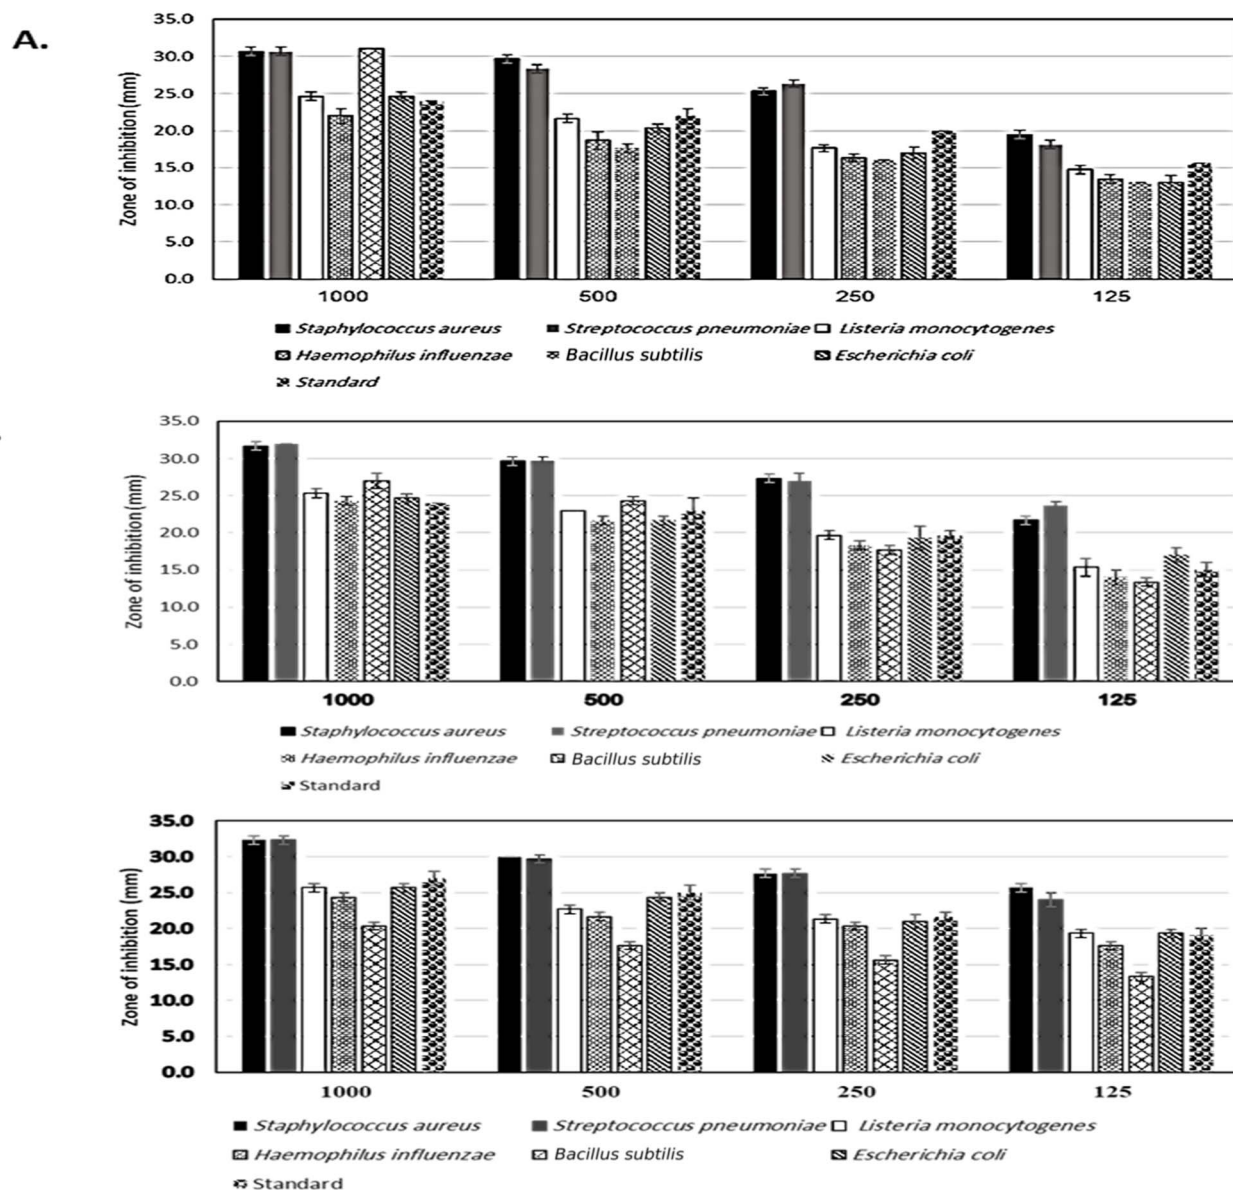 A.
35.0
30.0
25.0
20.0
15.0
10.0
5.0
0.0
Zone of inhibition (mm)
1000 500 250 125
Staphylococcus aureus Streptococcus pneumoniae Listeria monocytogenes
Haemophilus influenzae Bacillus subtilis Escherichia coli
Standard
35.0
30.0
25.0
20.0
15.0
10.0
5.0
0.0
Zone of inhibition (mm)
1000 500 250 125
Staphylococcus aureus Streptococcus pneumoniae Listeria monocytogenes
Haemophilus influenzae Bacillus subtilis Escherichia coli
Standard
35.0
30.0
25.0
20.0
15.0
10.0
5.0
0.0
Zone of inhibition (mm)
1000 500 250 125
Staphylococcus aureus Streptococcus pneumoniae Listeria monocytogenes
Haemophilus influenzae Bacillus subtilis Escherichia coli
Standard